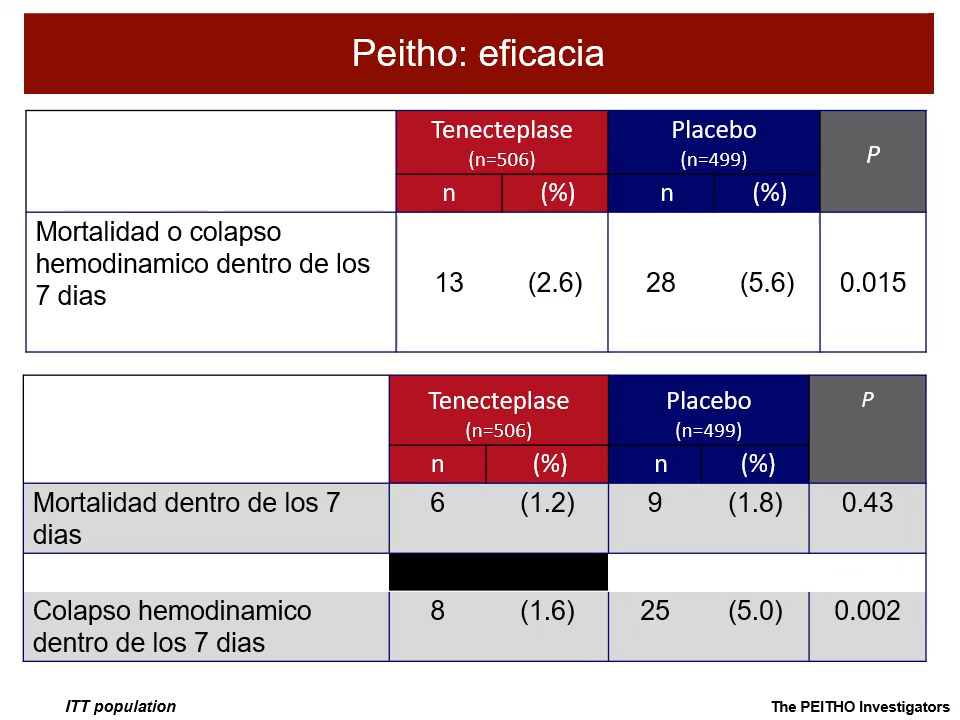 Peitho: eficacia
Tenecteplase Placebo P
(n=506) (n=499)
n (%) n (%)
Mortalidad o colapso
hemodinamico dentro de los
7 dias
13 (2.6) 28 (5.6) 0.015
Tenecteplase Placebo P
(n=506) (n=499)
n (%) n (%)
Mortalidad dentro de los 7
dias
6 (1.2) 9 (1.8) 0.43
Colapso hemodinamico
dentro de los 7 dias
8 (1.6) 25 (5.0) 0.002
ITT population
The PEITHO Investigators